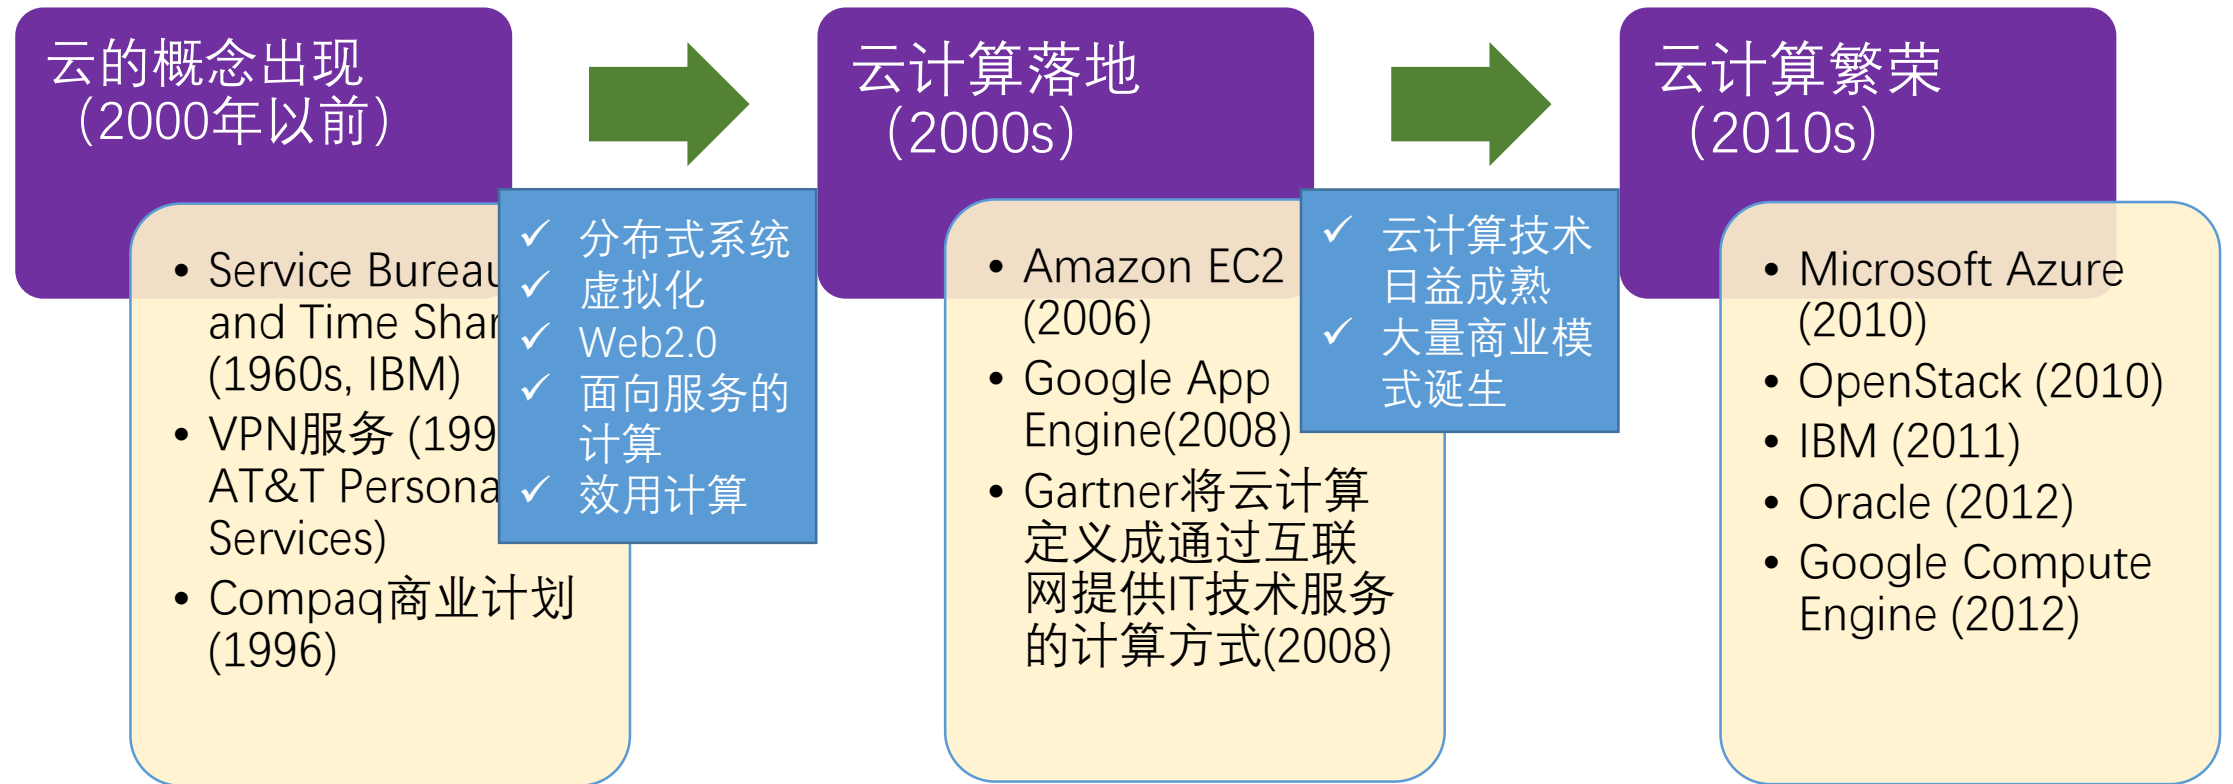 云的概念出现
（2000年以前）
• Service Bureau
and Time Shar
(1960s, IBM)
• VPN服务 (199
AT&T Persona
Services)
• Compaq商业计划
(1996)
✓ 分布式系统
✓ 虚拟化
✓ Web2.0
✓ 面向服务的
计算
✓ 效用计算
云计算落地
（2000s）
• Amazon EC2
(2006)
• Google App
Engine(2008)
• Gartner将云计算
定义成通过互联
网提供IT技术服务
的计算方式(2008)
✓ 云计算技术
日益成熟
✓ 大量商业模
式诞生
云计算繁荣
（2010s）
• Microsoft Azure
(2010)
• OpenStack (2010)
• IBM (2011)
• Oracle (2012)
• Google Compute
Engine (2012)